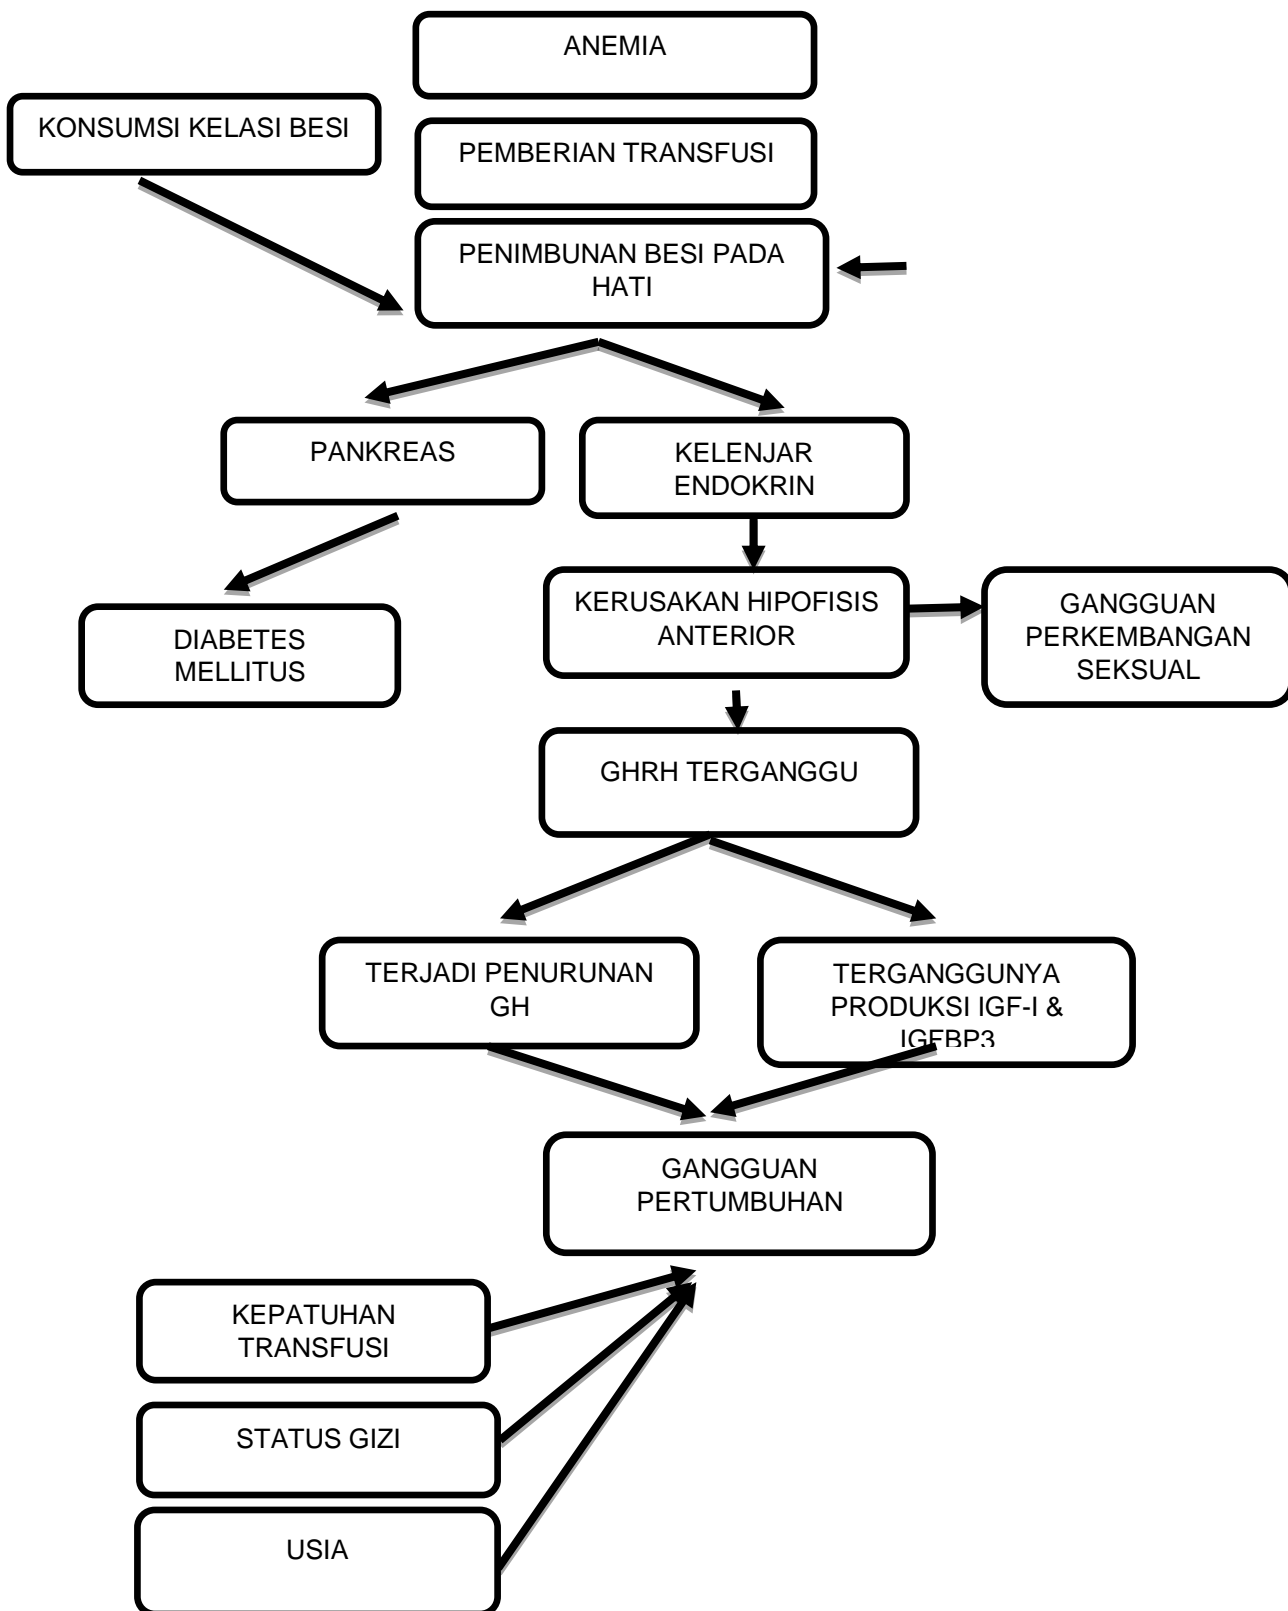 ANEMIA
KONSUMSI KELASI BESI
PEMBERIAN TRANSFUSI
PENIMBUNAN BESI PADA
HATI
PANKREAS
KELENJAR
ENDOKRIN
KERUSAKAN HIPOFISIS
ANTERIOR
GANGGUAN
PERKEMBANGAN
SEKSUAL
DIABETES
MELLITUS
GHRH TERGANGGU
TERJADI PENURUNAN
GH
TERGANGGUNYA
PRODUKSI IGF-I &
IGFBP3
GANGGUAN
PERTUMBUHAN
KEPATUHAN
TRANSFUSI
STATUS GIZI
USIA